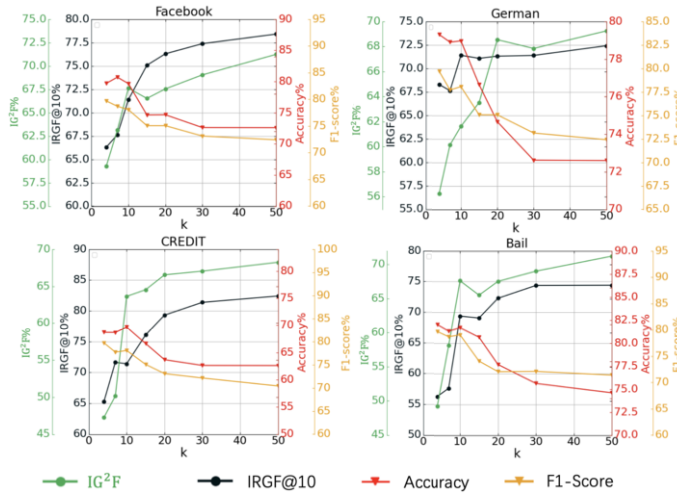 Facebook
75.0 80.0 90 95
72.5 77.5 85 90
70.0 75.0 80 85
67.5 72.5 75 80
65.0 70.0 70 75
62.5 67.5 65 70
60.0 65.0 60 65
57.5 62.5 55 60
55.0 60.0
0 10 20 30 40 50
k
IG²F% IRGF@10% Accuracy% F1-score%
German
70 75.0 80 85.0
68 72.5 78 82.5
66 70.0 76 80.0
64 67.5 74 77.5
62 65.0 72 75.0
60 62.5 70 72.5
58 60.0 70.0
56 57.5 67.5
55.0 65.0
0 10 20 30 40 50
k
IG²F% IRGF@10% Accuracy% F1-score%
CREDIT
70 90 80 100
65 85 75 95
60 80 70 90
55 75 65 85
50 70 60 80
45 65 55 75
60 50 70
65
60
0 10 20 30 40 50
k
IG²F% IRGF@10% Accuracy% F1-score%
Bail
70 80 90.0 95
65 75 87.5 90
60 70 85.0 85
55 65 82.5 80
50 60 80.0 75
55 77.5 70
50 75.0 65
72.5 60
70.0
0 10 20 30 40 50
k
IG²F% IRGF@10% Accuracy% F1-score%
IG²F IRGF@10 Accuracy F1-Score